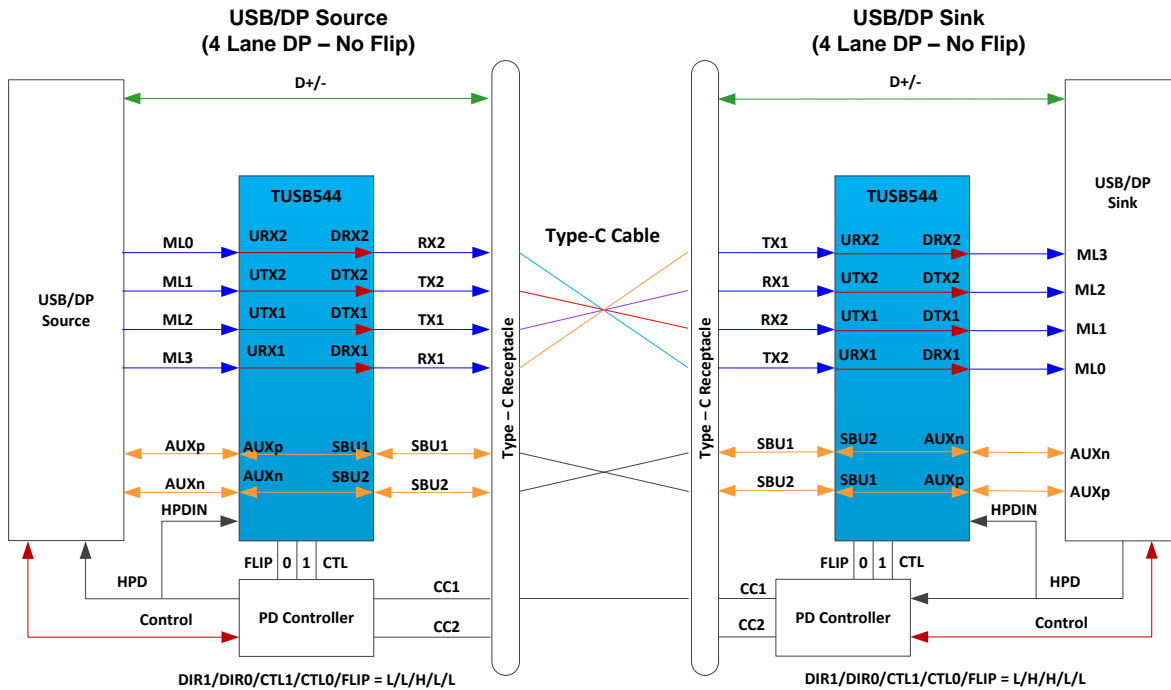 USB/DP Source
(4 Lane DP – No Flip)
USB/DP Sink
(4 Lane DP – No Flip)
D+/-
D+/-
TUSB544
TUSB544
USB/DP
Source
USB/DP
Sink
Type-C Cable
Type – C Receptacle
Type – C Receptacle
ML0 URX2 DRX2 RX2
ML1 UTX2 DTX2 TX2
ML2 UTX1 DTX1 TX1
ML3 URX1 DRX1 RX1
TX1 URX2 DRX2 ML3
RX1 UTX2 DTX2 ML2
RX2 UTX1 DTX1 ML1
TX2 URX1 DRX1 ML0
AUXp AUXp SBU1 SBU1
AUXn AUXn SBU2 SBU2
SBU1 SBU2 AUXn AUXn
SBU2 SBU1 AUXp AUXp
HPDIN
HPDIN
FLIP 0 1 CTL
FLIP 0 1 CTL
HPD
HPD
Control
Control
PD Controller
PD Controller
CC1
CC2
CC1
CC2
DIR1/DIR0/CTL1/CTL0/FLIP = L/L/H/L/L
DIR1/DIR0/CTL1/CTL0/FLIP = L/H/H/L/L